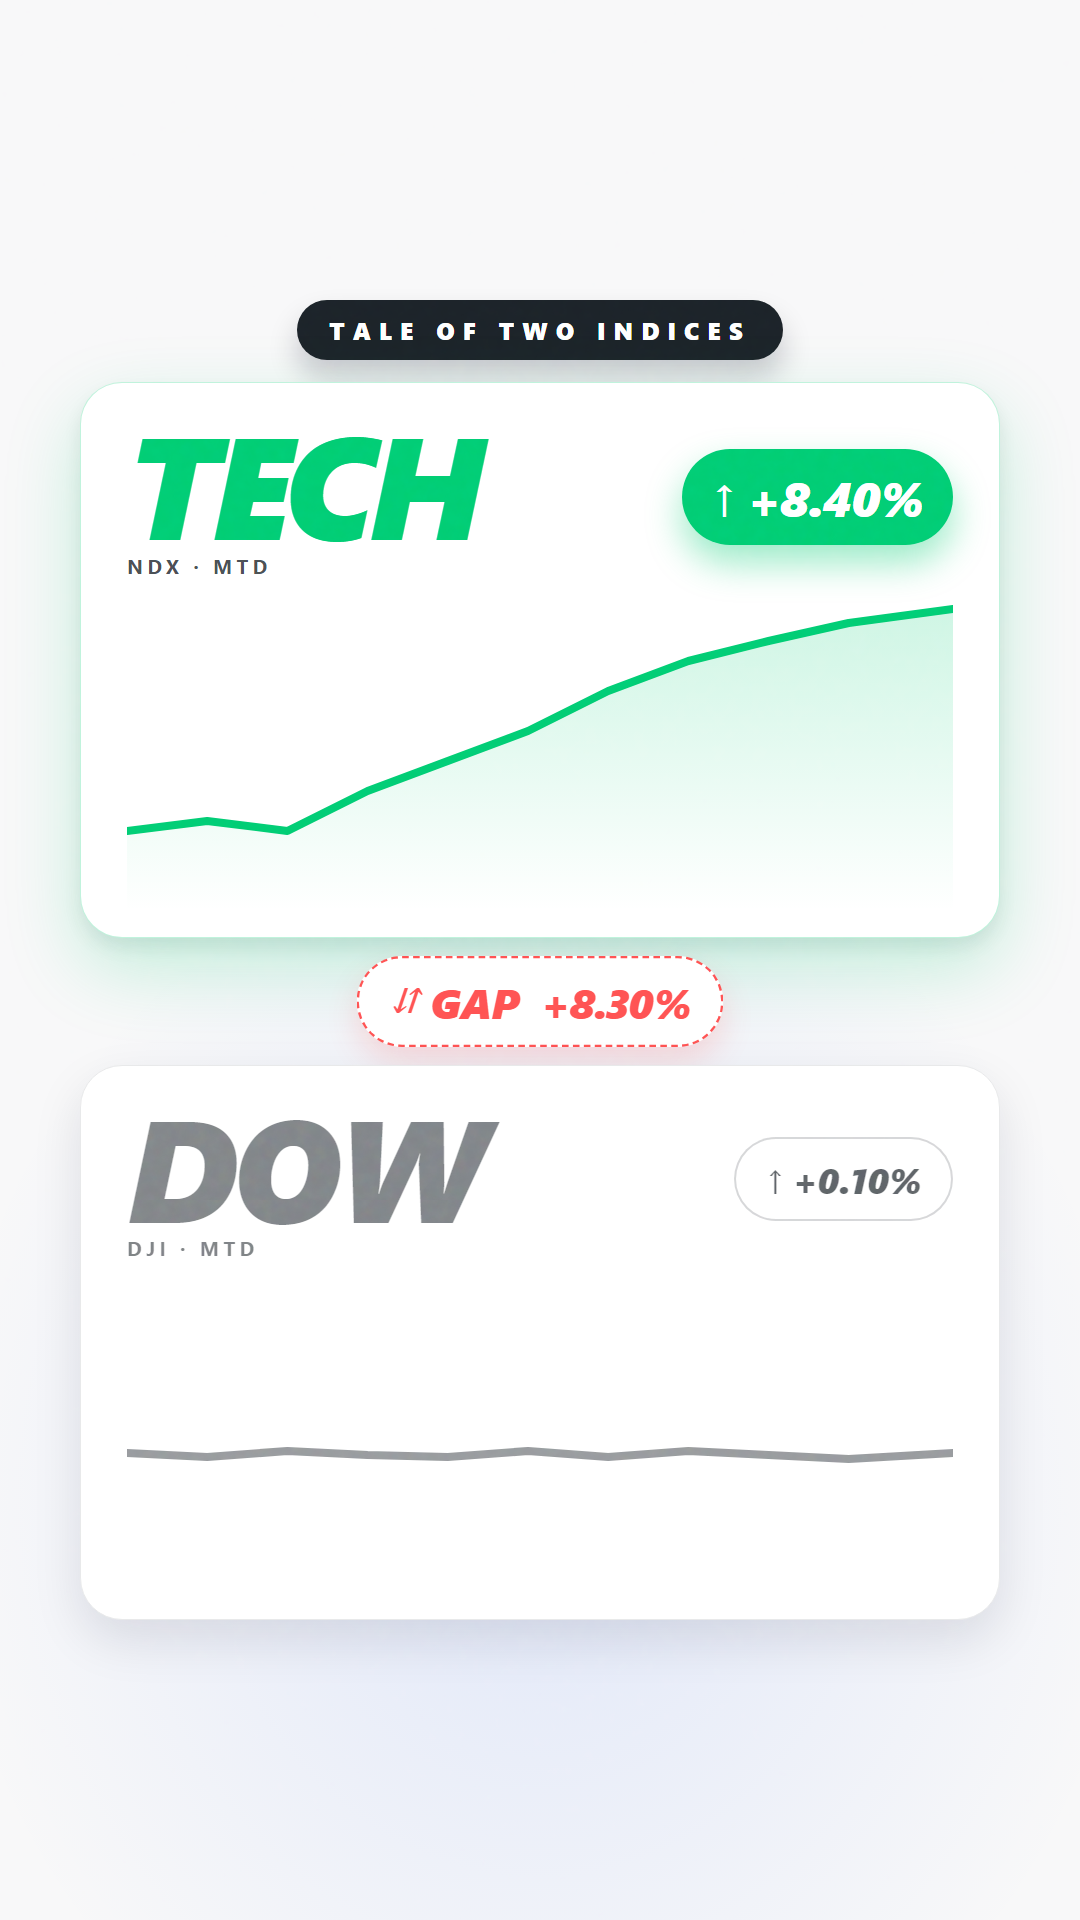 TALE OF TWO INDICES
TECH
↑ +8.40%
NDX · MTD
⇵ GAP +8.30%
DOW
↑ +0.10%
DJI · MTD